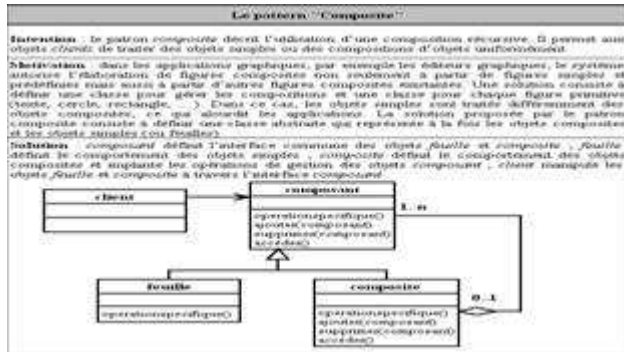 Le pattern "Composite"
Intention : le patron composite décrit l'utilisation d'une composition récursive. Il permet aux
objets clients de traiter des objets simples ou des compositions d'objets uniformément
Motivation : dans les applications graphiques, par exemple les éditeurs graphiques, le système
autorise l'élaboration de figures composites non seulement à partir de figures simples et
prédéfinies mais aussi à partir d'autres figures composites existantes. Une solution consiste à
définir une classe pour gérer les compositions et une classe pour chaque figure primitive
(texte, cercle, rectangle, ...). Dans ce cas, les objets simples sont traités différemment des
objets composites, ce qui alourdit les applications. La solution proposée par le patron
composite consiste à définir une classe abstraite qui représente à la fois les objets composites
et les objets simples (ou feuilles)
Solution : composant définit l'interface commune des objets feuille et composite ; feuille
définit le comportement des objets simples ; composite définit le comportement des objets
composites et implante les opérations de gestion des objets composant ; client manipule les
objets feuille et composite à travers l'interface composant
client
composant
1..n
operationspecifique()
ajouter(composant)
supprimer(composant)
acceder()
feuille
composite
0..1
operationspecifique()
operationspecifique()
ajouter(composant)
supprimer(composant)
acceder()